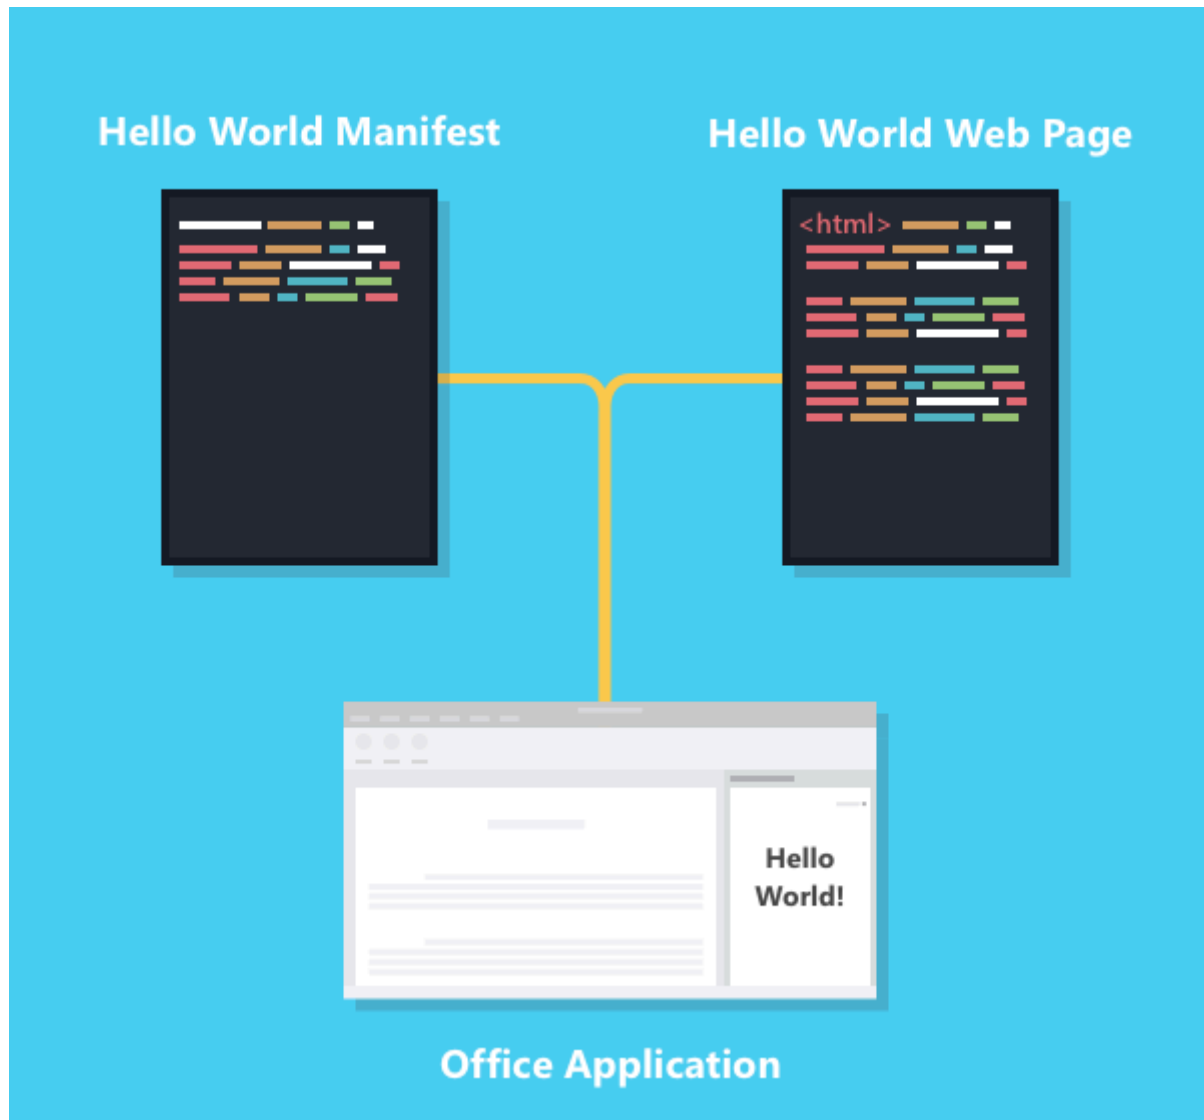 Hello World Manifest
Hello World Web Page
<html>
Hello
World!
Office Application